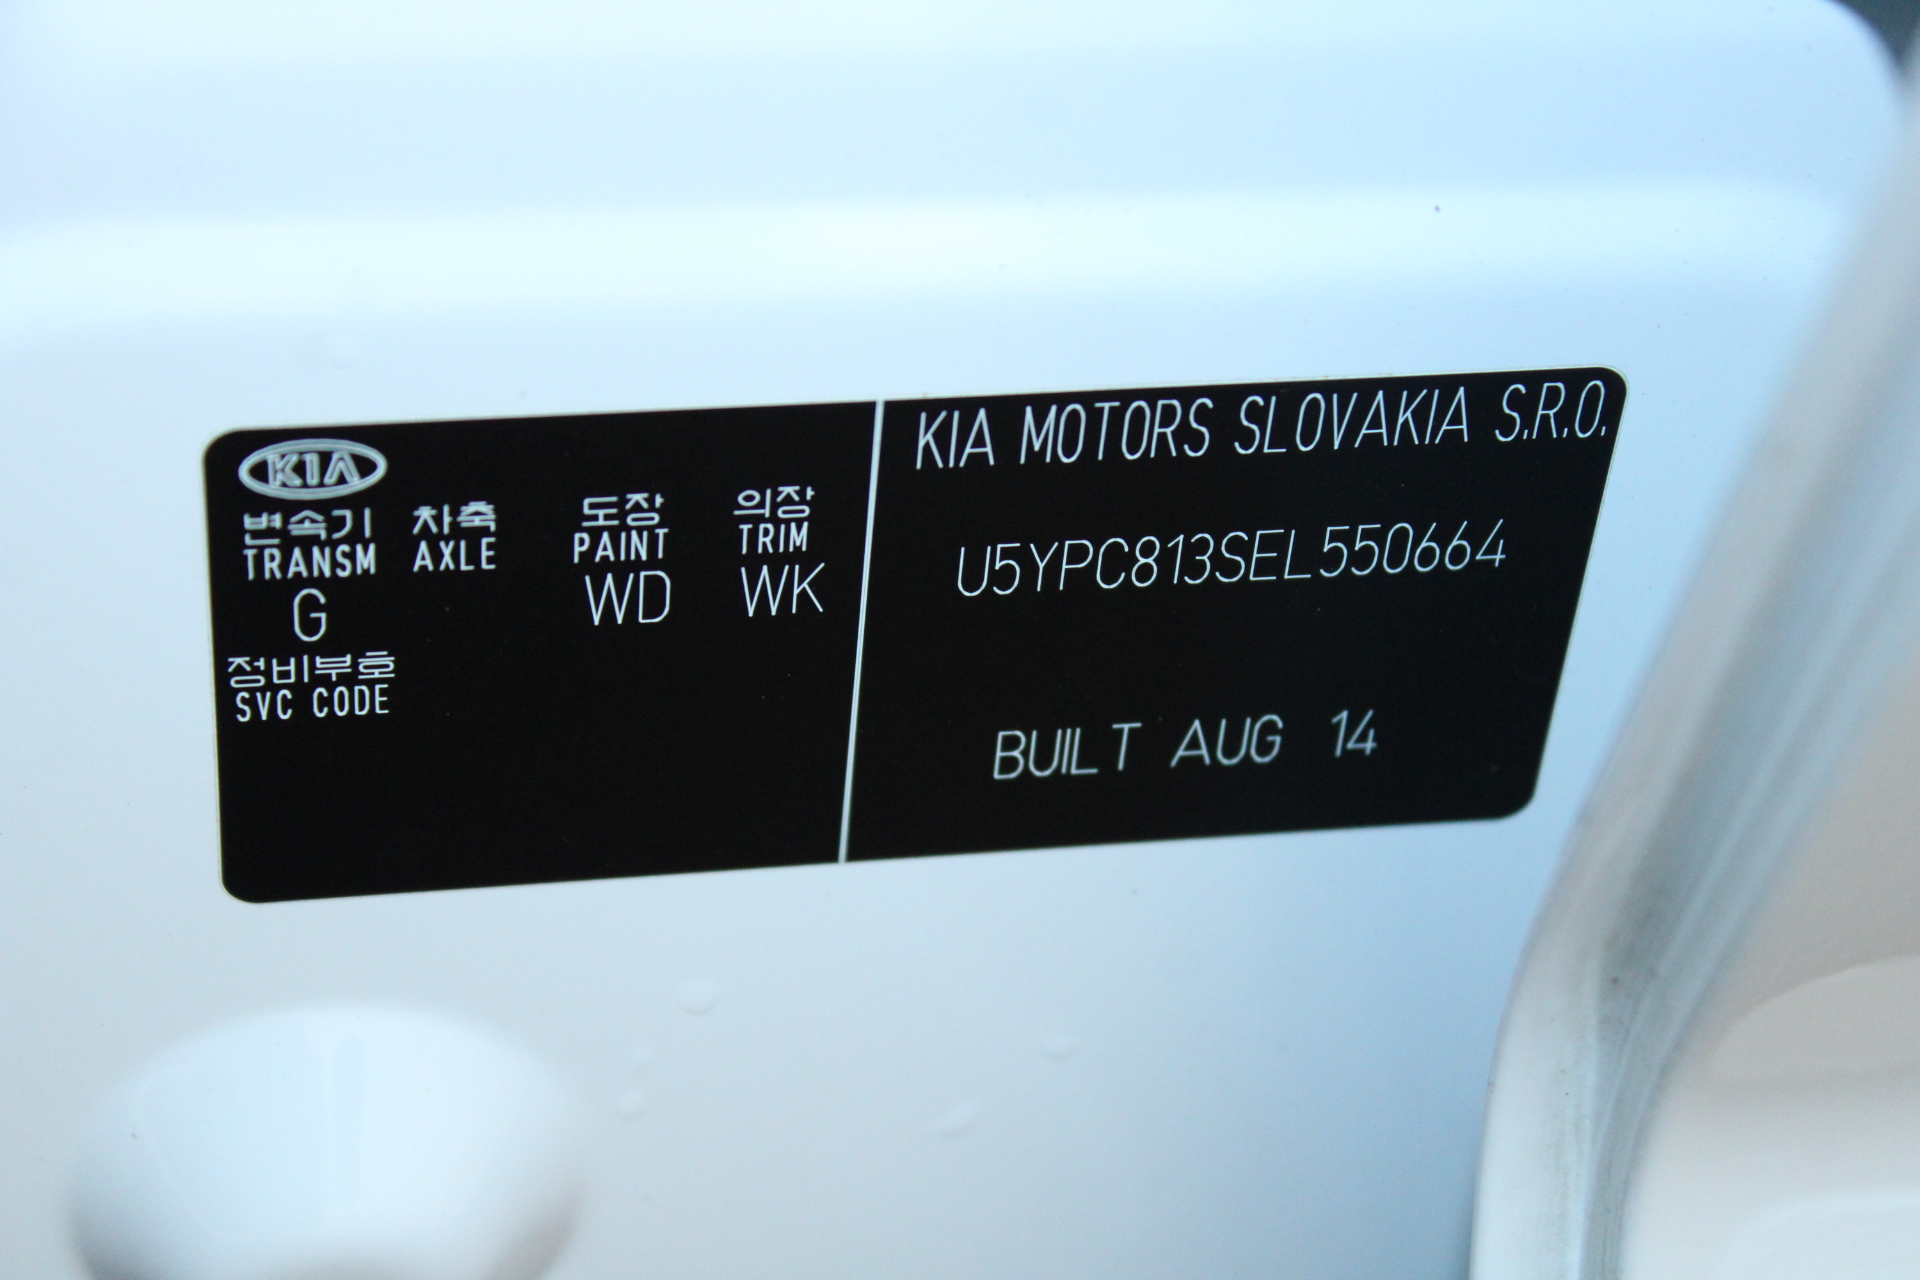 KIA
변속기 차축 도장 의장
TRANSM AXLE PAINT TRIM
G WD WK
정비부호
SVC CODE
KIA MOTORS SLOVAKIA S.R.O.
U5YPC813SEL550664
BUILT AUG 14